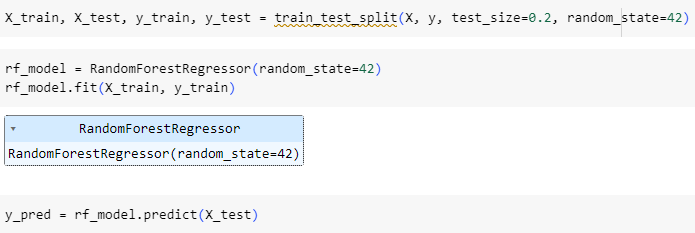 X_train, X_test, y_train, y_test = train_test_split(X, y, test_size=0.2, random_state=42)
rf_model = RandomForestRegressor(random_state=42)
rf_model.fit(X_train, y_train)
RandomForestRegressor
RandomForestRegressor(random_state=42)
y_pred = rf_model.predict(X_test)